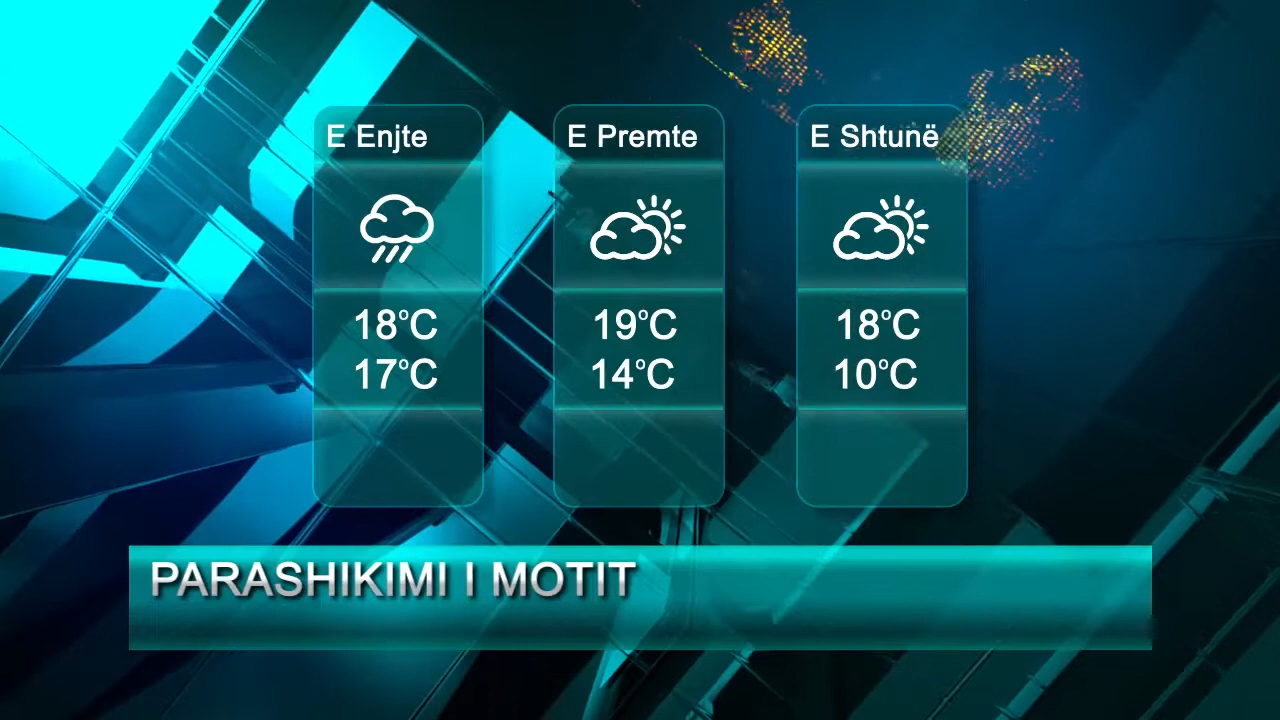 E Enjte
18°C
17°C
E Premte
19°C
14°C
E Shtunë
18°C
10°C
PARASHIKIMI I MOTIT